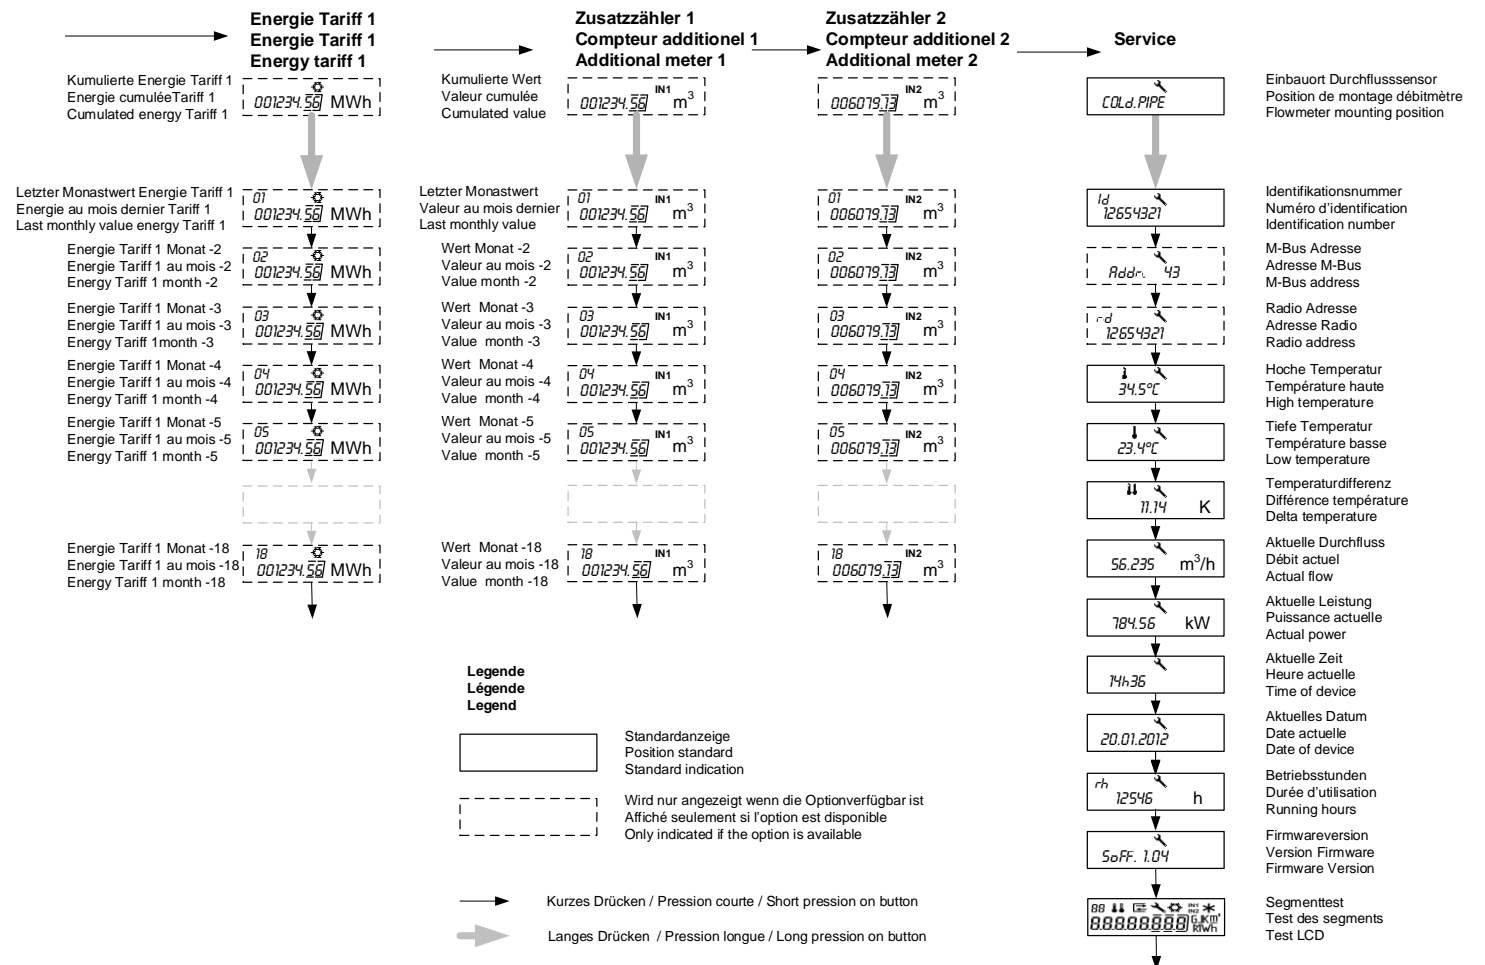 Energie Tariff 1
Energie Tariff 1
Energy tariff 1
Kumulierte Energie Tariff 1
Energie cumuléeTariff 1
Cumulated energy Tariff 1
001234.56 MWh
Letzter Monastwert Energie Tariff 1
Energie au mois dernier Tariff 1
Last monthly value energy Tariff 1
01
001234.56 MWh
Energie Tariff 1 Monat -2
Energie Tariff 1 au mois -2
Energy Tariff 1 month -2
02
001234.56 MWh
Energie Tariff 1 Monat -3
Energie Tariff 1 au mois -3
Energy Tariff 1month -3
03
001234.56 MWh
Energie Tariff 1 Monat -4
Energie Tariff 1 au mois -4
Energy Tariff 1 month -4
04
001234.56 MWh
Energie Tariff 1 Monat -5
Energie Tariff 1 au mois -5
Energy Tariff 1 month -5
05
001234.56 MWh
Energie Tariff 1 Monat -18
Energie Tariff 1 au mois -18
Energy Tariff 1 month -18
18
001234.56 MWh
Zusatzzähler 1
Compteur additionel 1
Additional meter 1
Kumulierte Wert
Valeur cumulée
Cumulated value
IN1
001234.56 m³
Letzter Monastwert
Valeur au mois dernier
Last monthly value
01 IN1
001234.56 m³
Wert Monat -2
Valeur au mois -2
Value month -2
02 IN1
001234.56 m³
Wert Monat -3
Valeur au mois -3
Value month -3
03 IN1
001234.56 m³
Wert Monat -4
Valeur au mois -4
Value month -4
04 IN1
001234.56 m³
Wert Monat -5
Valeur au mois -5
Value month -5
05 IN1
001234.56 m³
Wert Monat -18
Valeur au mois -18
Value month -18
18 IN1
001234.56 m³
Zusatzzähler 2
Compteur additionel 2
Additional meter 2
IN2
006079.73 m³
01 IN2
006079.73 m³
02 IN2
006079.73 m³
03 IN2
006079.73 m³
04 IN2
006079.73 m³
05 IN2
006079.73 m³
18 IN2
006079.73 m³
Service
COLd.PIPE
Einbauort Durchflusssensor
Position de montage débitmètre
Flowmeter mounting position
Id
12654321
Identifikationsnummer
Numéro d'identification
Identification number
Addr. 43
M-Bus Adresse
Adresse M-Bus
M-Bus address
rd
12654321
Radio Adresse
Adresse Radio
Radio address
34.5°C
Hoche Temperatur
Température haute
High temperature
23.4°C
Tiefe Temperatur
Température basse
Low temperature
11.14 K
Temperaturdifferenz
Différence température
Delta temperature
56.235 m³/h
Aktuelle Durchfluss
Débit actuel
Actual flow
784.56 kW
Aktuelle Leistung
Puissance actuelle
Actual power
14h36
Aktuelle Zeit
Heure actuelle
Time of device
20.01.2012
Aktuelles Datum
Date actuelle
Date of device
rh
12546 h
Betriebsstunden
Durée d'utilisation
Running hours
SoFF. 1.04
Firmwareversion
Version Firmware
Firmware Version
88 IN1 IN2
8.8.8.8.8.8.8.8
Segmenttest
Test des segments
Test LCD
Legende
Légende
Legend
Standardanzeige
Position standard
Standard indication
Wird nur angezeigt wenn die Optionverfügbar ist
Affiché seulement si l'option est disponible
Only indicated if the option is available
Kurzes Drücken / Pression courte / Short pression on button
Langes Drücken / Pression longue / Long pression on button